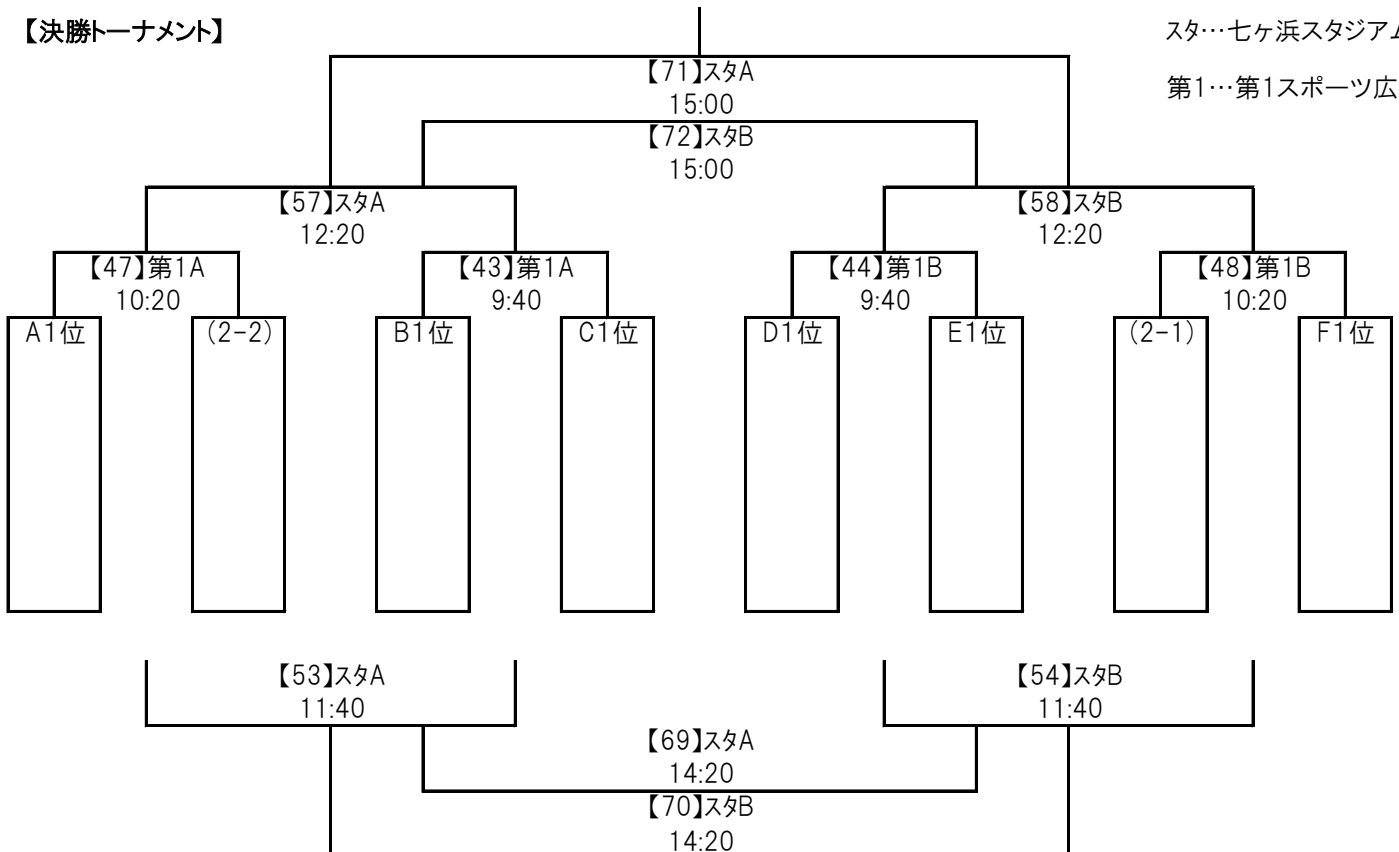 【決勝トーナメント】
スタ…七ヶ浜スタジアム
第1…第1スポーツ広
【71】スタA
15:00
【72】スタB
15:00
【57】スタA
12:20
【58】スタB
12:20
【47】第1A
10:20
【43】第1A
9:40
【44】第1B
9:40
【48】第1B
10:20
A1位
(2-2)
B1位
C1位
D1位
E1位
(2-1)
F1位
【53】スタA
11:40
【54】スタB
11:40
【69】スタA
14:20
【70】スタB
14:20